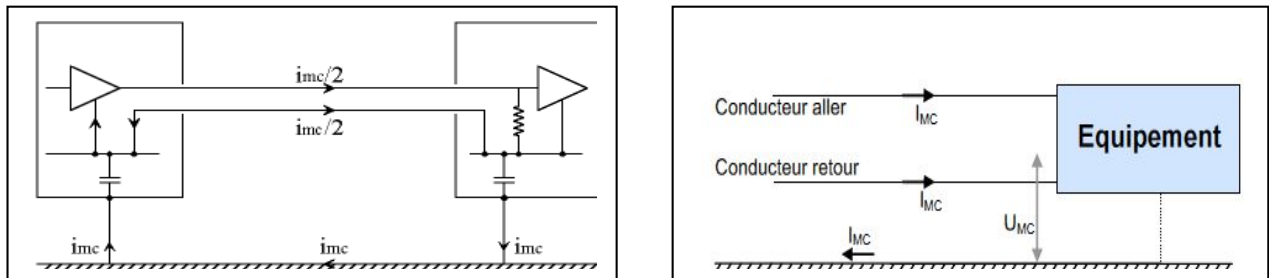 imc/2
imc/2
imc
imc
imc
Conducteur aller
IMC
Equipement
Conducteur retour
IMC
UMC
IMC